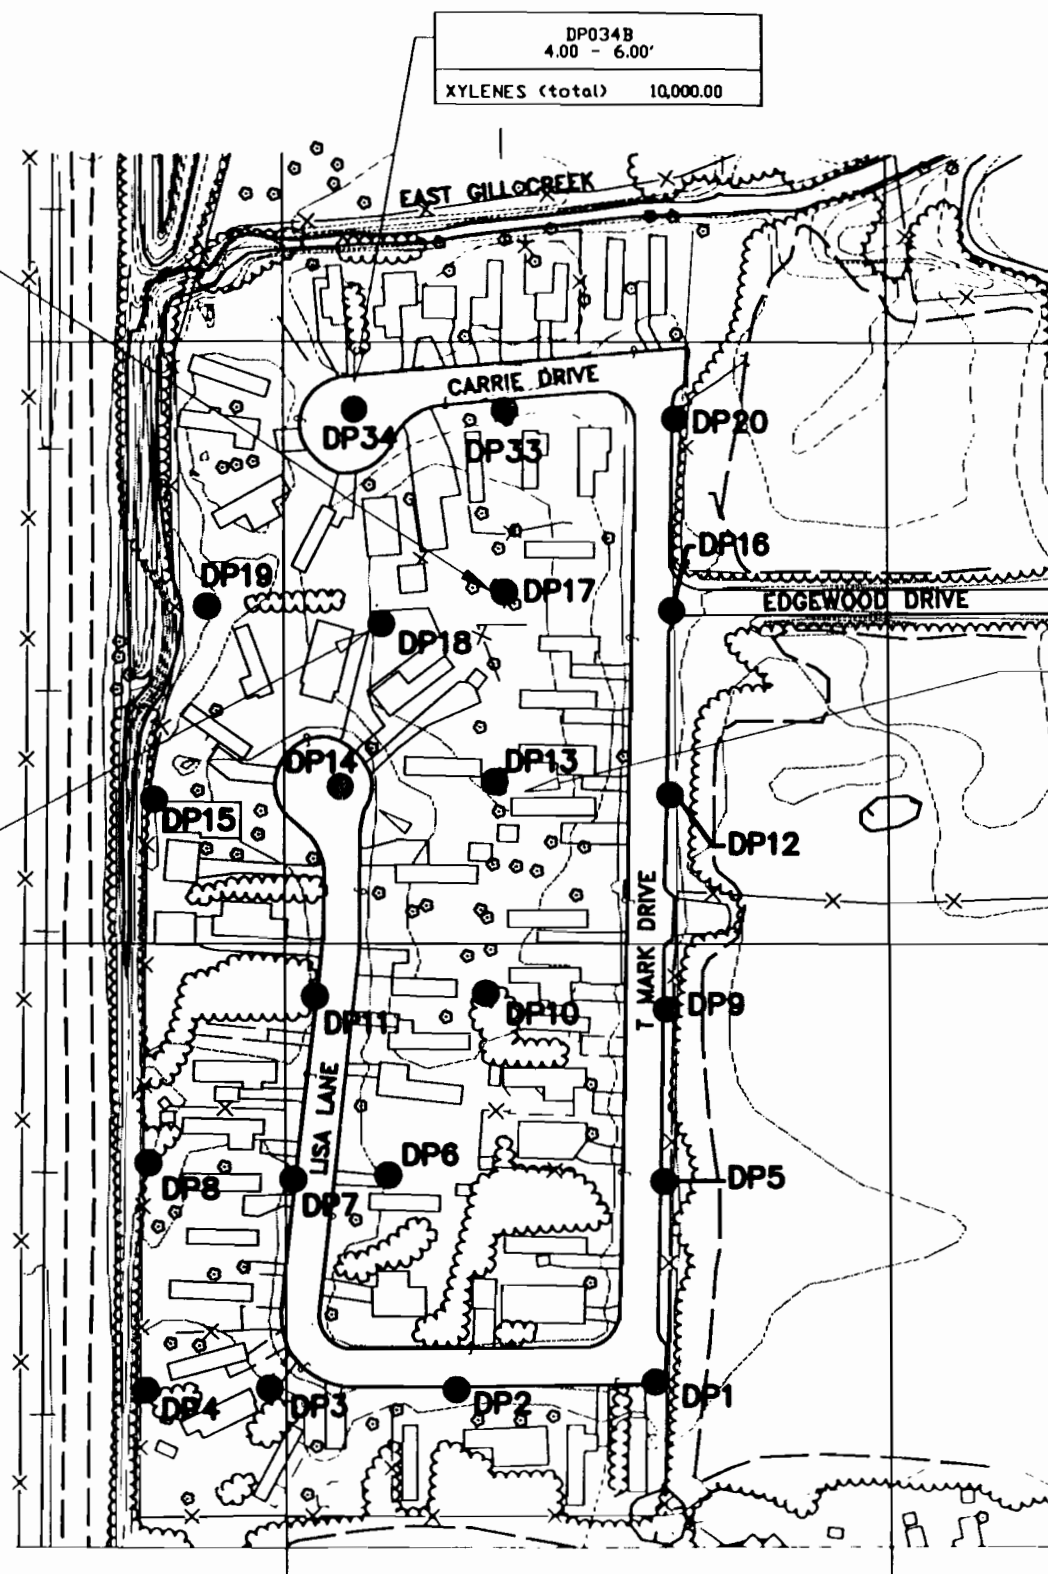 DP034B
4.00 - 6.00'
XYLENES (total) 10,000.00
EAST GILLOCREEK
CARRIE DRIVE
DP34
DP33
DP20
DP16
DP19
DP17
EDGEWOOD DRIVE
DP18
DP14
DP13
DP15
DP12
T MARK DRIVE
DP11
DP10
DP9
LISA LANE
DP6
DP8
DP7
DP5
DP4
DP3
DP2
DP1